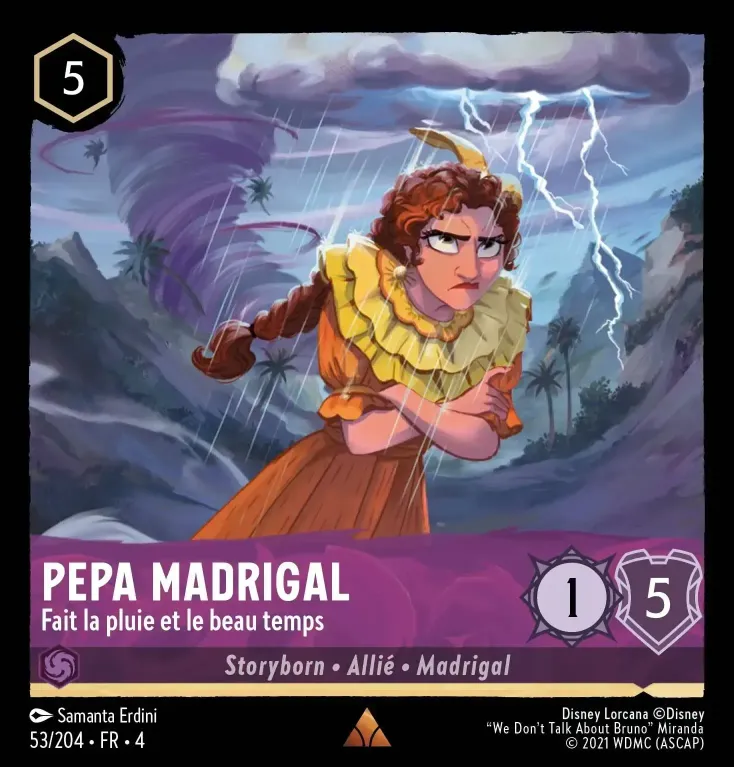 5
PEPA MADRIGAL
Fait la pluie et le beau temps
1
5
Storyborn • Allié • Madrigal
Samanta Erdini
53/204 • FR • 4
Disney Lorcana ©Disney
“We Don’t Talk About Bruno” Miranda
© 2021 WDMC (ASCAP)